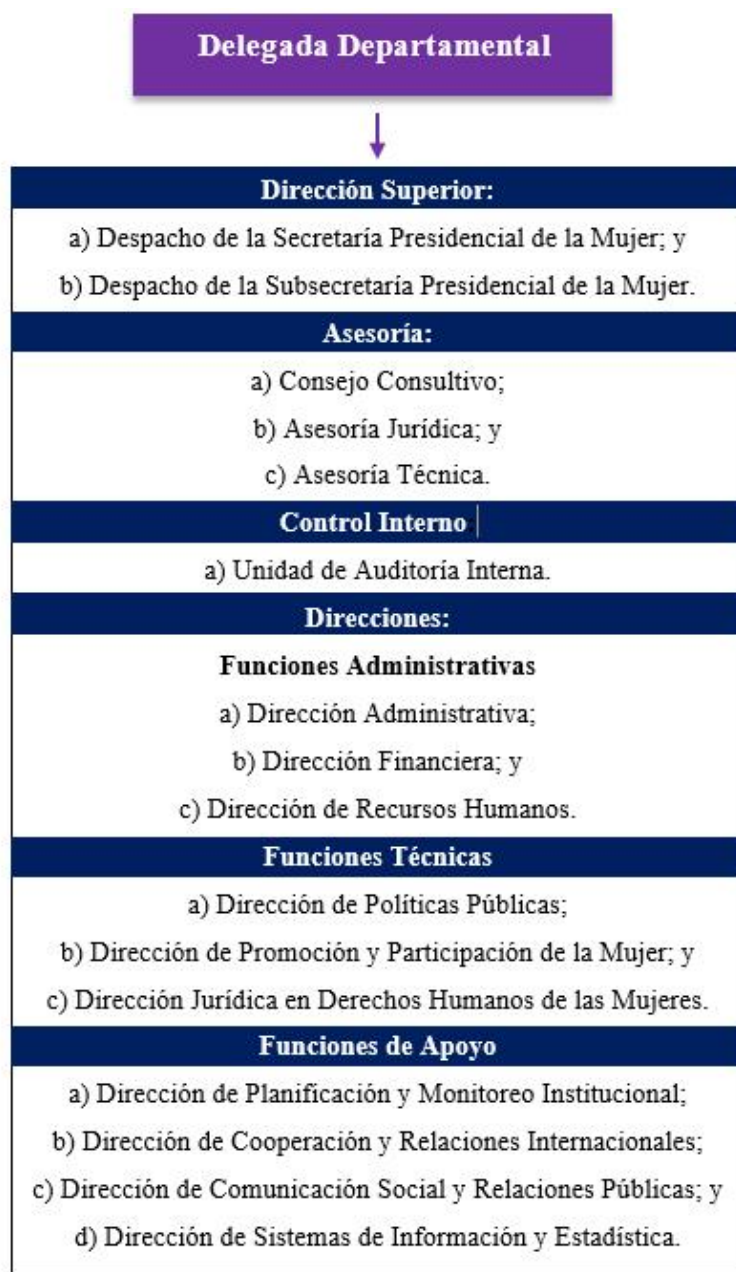 Delegada Departamental
Dirección Superior:
a) Despacho de la Secretaría Presidencial de la Mujer; y
b) Despacho de la Subsecretaría Presidencial de la Mujer.
Asesoría:
a) Consejo Consultivo;
b) Asesoría Jurídica; y
c) Asesoría Técnica.
Control Interno
a) Unidad de Auditoría Interna.
Direcciones:
Funciones Administrativas
a) Dirección Administrativa;
b) Dirección Financiera; y
c) Dirección de Recursos Humanos.
Funciones Técnicas
a) Dirección de Políticas Públicas;
b) Dirección de Promoción y Participación de la Mujer; y
c) Dirección Jurídica en Derechos Humanos de las Mujeres.
Funciones de Apoyo
a) Dirección de Planificación y Monitoreo Institucional;
b) Dirección de Cooperación y Relaciones Internacionales;
c) Dirección de Comunicación Social y Relaciones Públicas; y
d) Dirección de Sistemas de Información y Estadística.